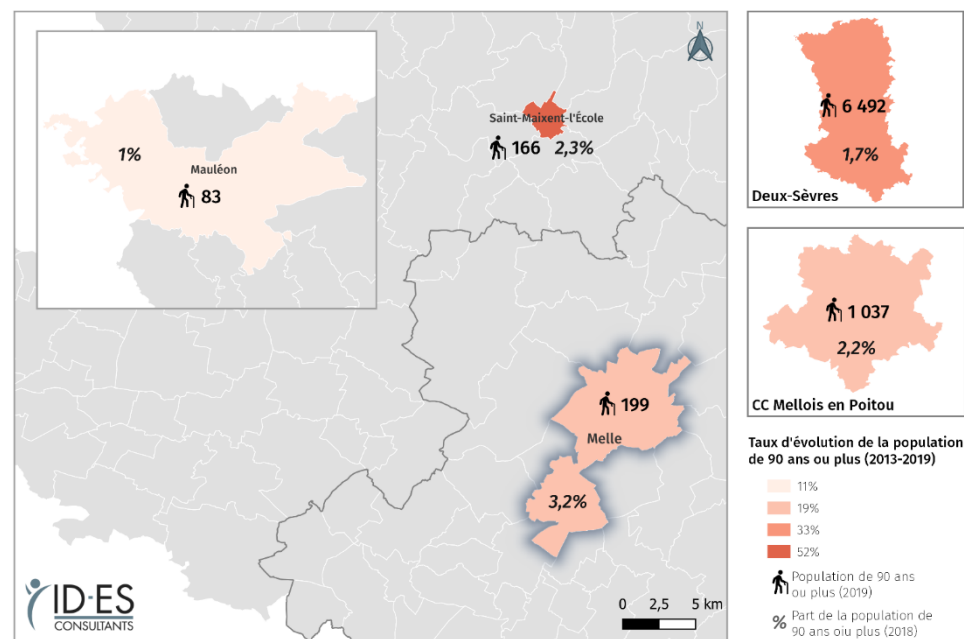 1%
Mauléon
83
N
Saint-Maixent-l'École
166 2,3%
199
Melle
3,2%
0 2,5 5 km
ID-ES
CONSULTANTS
6 492
1,7%
Deux-Sèvres
1 037
2,2%
CC Mellois en Poitou
Taux d'évolution de la population
de 90 ans ou plus (2013-2019)
11%
19%
33%
52%
Population de 90 ans
ou plus (2019)
% Part de la population de
90 ans oiu plus (2018)